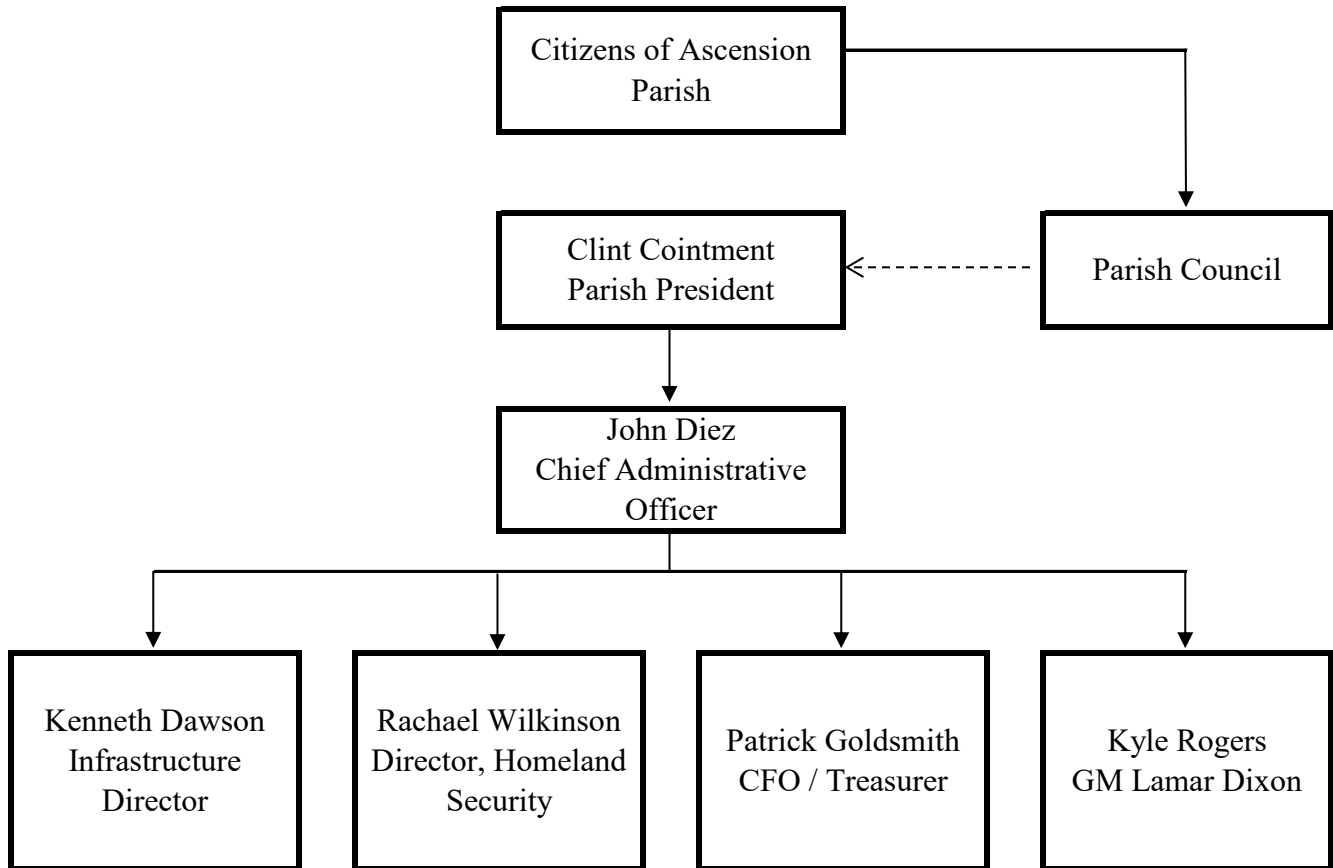 Citizens of Ascension
Parish
Clint Cointment
Parish President
Parish Council
John Diez
Chief Administrative
Officer
Kenneth Dawson
Infrastructure
Director
Rachael Wilkinson
Director, Homeland
Security
Patrick Goldsmith
CFO / Treasurer
Kyle Rogers
GM Lamar Dixon